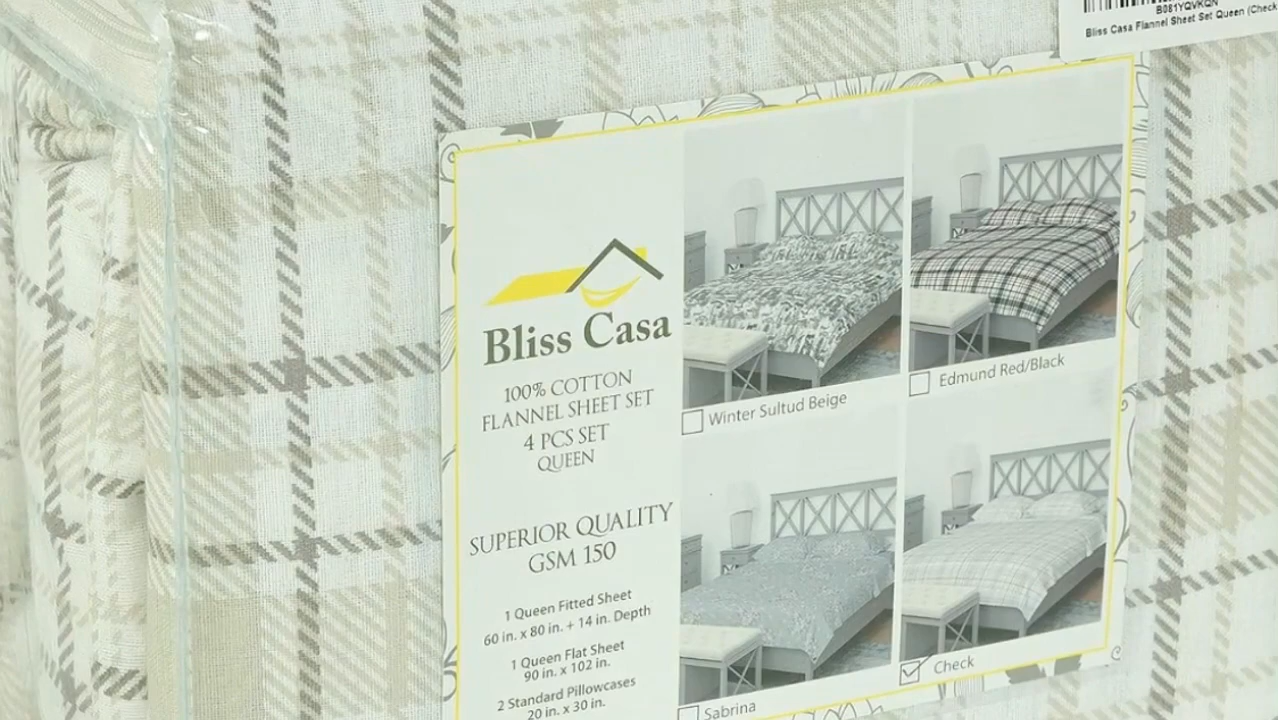 B081YQVKQN
Bliss Casa Flannel Sheet Set Queen (Check
Bliss Casa
100% COTTON
FLANNEL SHEET SET
4 PCS SET
QUEEN
SUPERIOR QUALITY
GSM 150
1 Queen Fitted Sheet
60 in. x 80 in. + 14 in. Depth
1 Queen Flat Sheet
90 in. x 102 in.
2 Standard Pillowcases
20 in. x 30 in.
Winter Sultud Beige
Edmund Red/Black
Sabrina
Check